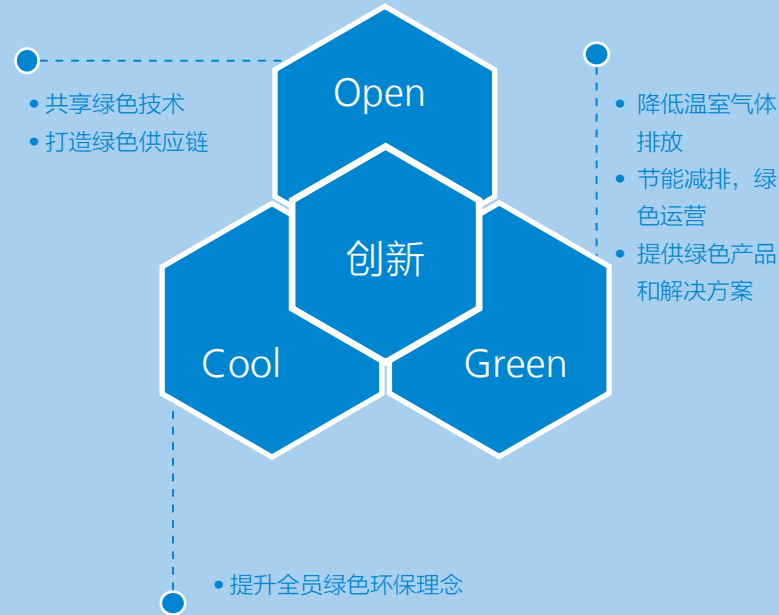 Open
• 共享绿色技术
• 打造绿色供应链
• 降低温室气体
排放
• 节能减排，绿
色运营
• 提供绿色产品
和解决方案
创新
Cool
Green
• 提升全员绿色环保理念